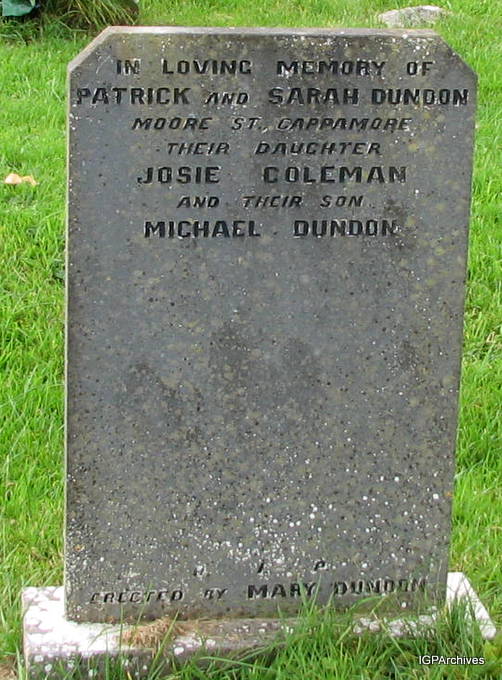 IN LOVING MEMORY OF
PATRICK AND SARAH DUNDON
MOORE ST., CAPPAMORE
THEIR DAUGHTER
JOSIE COLEMAN
AND THEIR SON
MICHAEL DUNDON
R. I. P.
ERECTED BY MARY DUNDON
IGPArchives